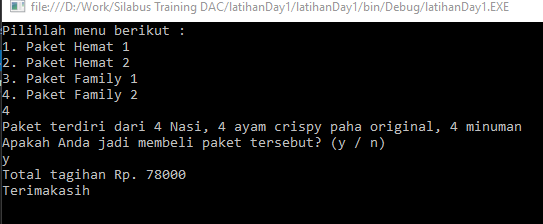 file:///D:/Work/Silabus Training DAC/latihanDay1/latihanDay1/bin/Debug/latihanDay1.EXE
Pilihlah menu berikut :
1. Paket Hemat 1
2. Paket Hemat 2
3. Paket Family 1
4. Paket Family 2
4
Paket terdiri dari 4 Nasi, 4 ayam crispy paha original, 4 minuman
Apakah Anda jadi membeli paket tersebut? (y / n)
y
Total tagihan Rp. 78000
Terimakasih